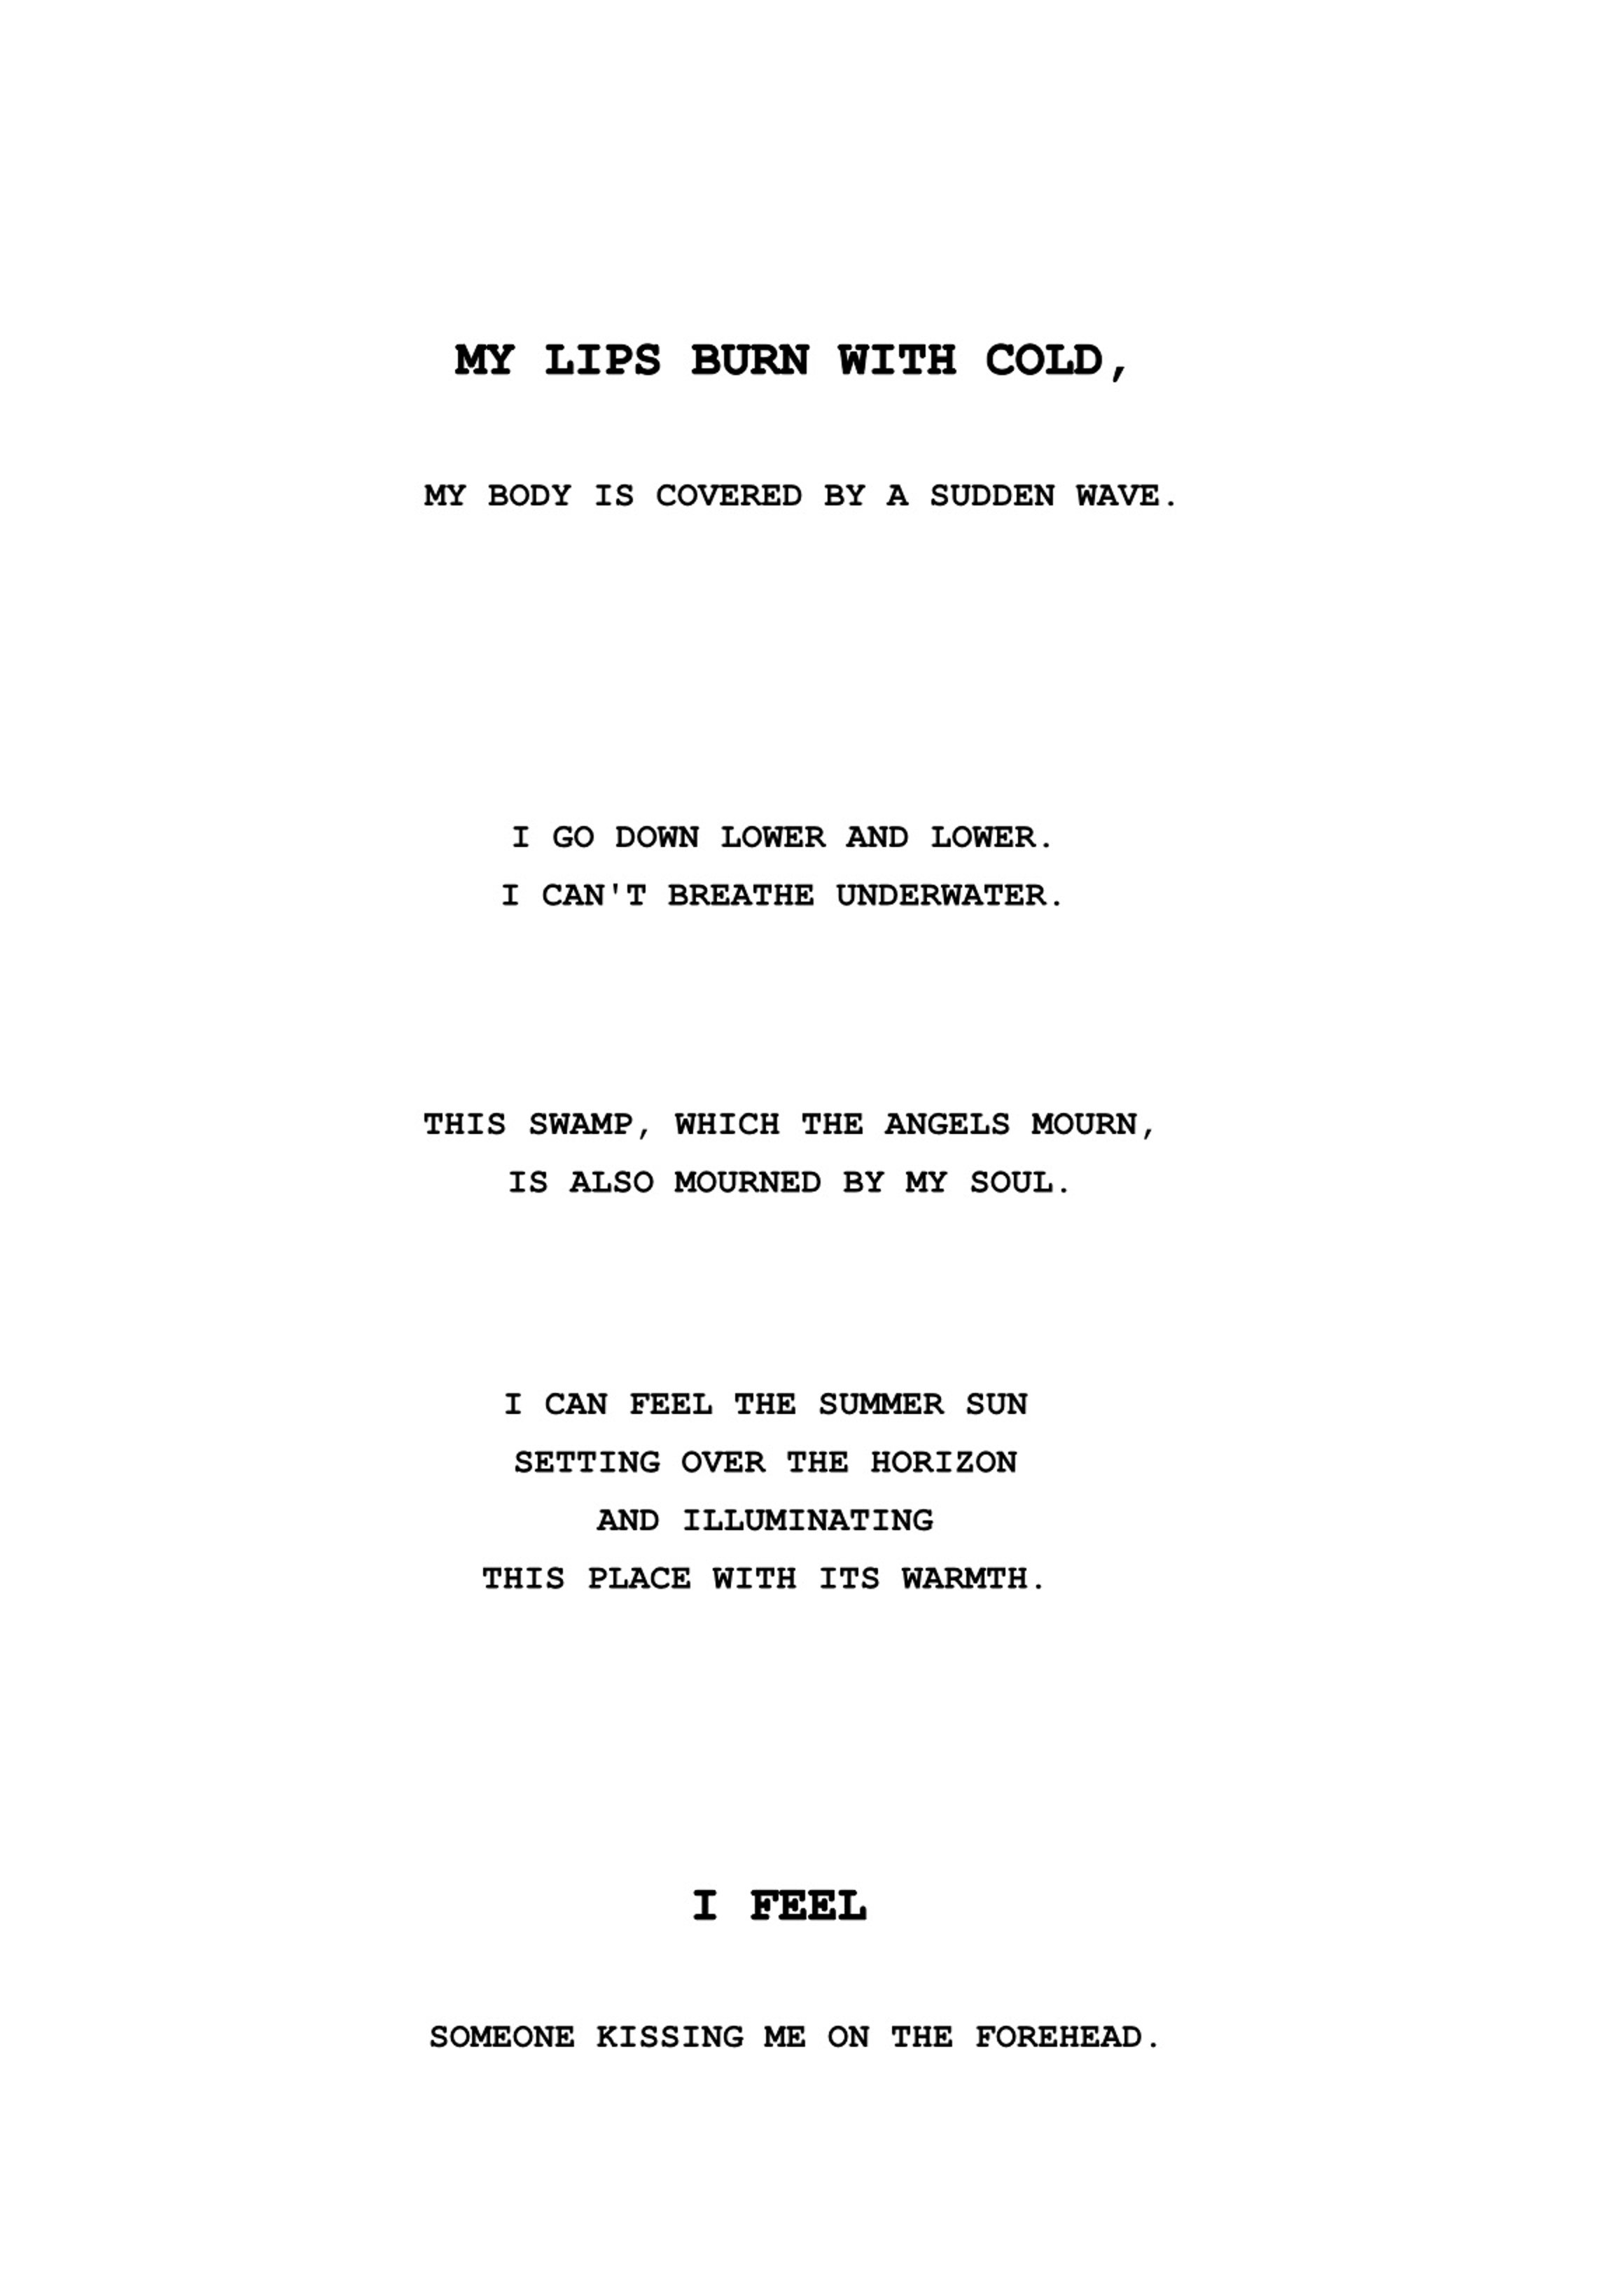 MY LIPS BURN WITH COLD,
MY BODY IS COVERED BY A SUDDEN WAVE.
I GO DOWN LOWER AND LOWER.
I CAN'T BREATHE UNDERWATER.
THIS SWAMP, WHICH THE ANGELS MOURN,
IS ALSO MOURNED BY MY SOUL.
I CAN FEEL THE SUMMER SUN
SETTING OVER THE HORIZON
AND ILLUMINATING
THIS PLACE WITH ITS WARMTH.
I FEEL
SOMEONE KISSING ME ON THE FOREHEAD.